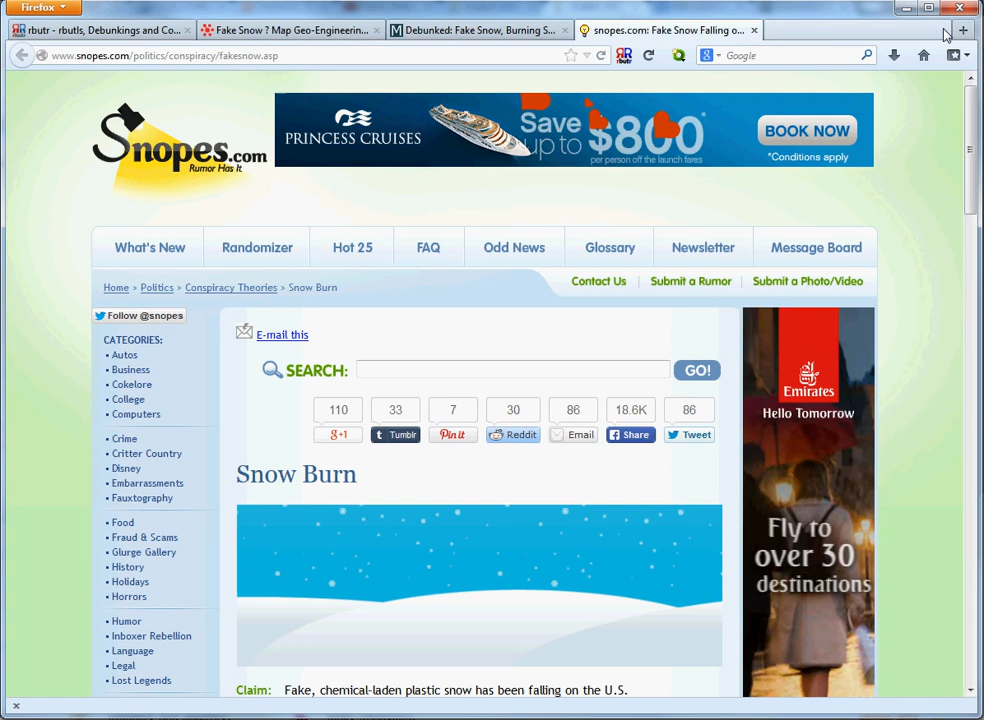 Firefox
rbutr - rbutls, Debunkings and Co...
Fake Snow ? Map Geo-Engineerin...
Debunked: Fake Snow, Burning S...
snopes.com: Fake Snow Falling o...
www.snopes.com/politics/conspiracy/fakesnow.asp
RR
rbutr
Google
Snopes.com
Rumor Has It
PRINCESS CRUISES
Save
up to
$800*
per person off the launch fares
BOOK NOW
*Conditions apply
What's New
Randomizer
Hot 25
FAQ
Odd News
Glossary
Newsletter
Message Board
Home > Politics > Conspiracy Theories > Snow Burn
Contact Us
Submit a Rumor
Submit a Photo/Video
Follow @snopes
CATEGORIES:
• Autos
• Business
• Cokelore
• College
• Computers
• Crime
• Critter Country
• Disney
• Embarrassments
• Fauxtography
• Food
• Fraud & Scams
• Glurge Gallery
• History
• Holidays
• Horrors
• Humor
• Inboxer Rebellion
• Language
• Legal
• Lost Legends
E-mail this
SEARCH:
GO!
110
33
7
30
86
18.6K
86
g+1
t Tumblr
Pin it
Reddit
Email
Share
Tweet
Snow Burn
Claim: Fake, chemical-laden plastic snow has been falling on the U.S.
Emirates
Hello Tomorrow
Fly to
over 30
destinations